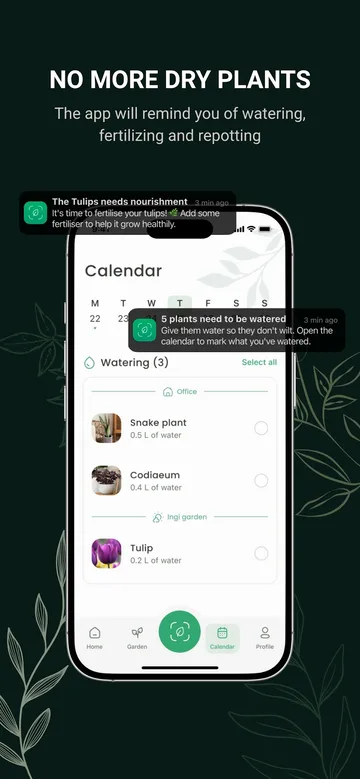 NO MORE DRY PLANTS
The app will remind you of watering,
fertilizing and repotting
The Tulips needs nourishment 3 min ago
It's time to fertilise your tulips! 🌿 Add some
fertiliser to help it grow healthily.
Calendar
M T T F S S
22 23
5 plants need to be watered 3 min ago
Give them water so they don't wilt. Open the
calendar to mark what you've watered.
Watering (3) Select all
Office
Snake plant
0.5 L of water
Codiaeum
0.4 L of water
Ingi garden
Tulip
0.2 L of water
Home Garden Calendar Profile